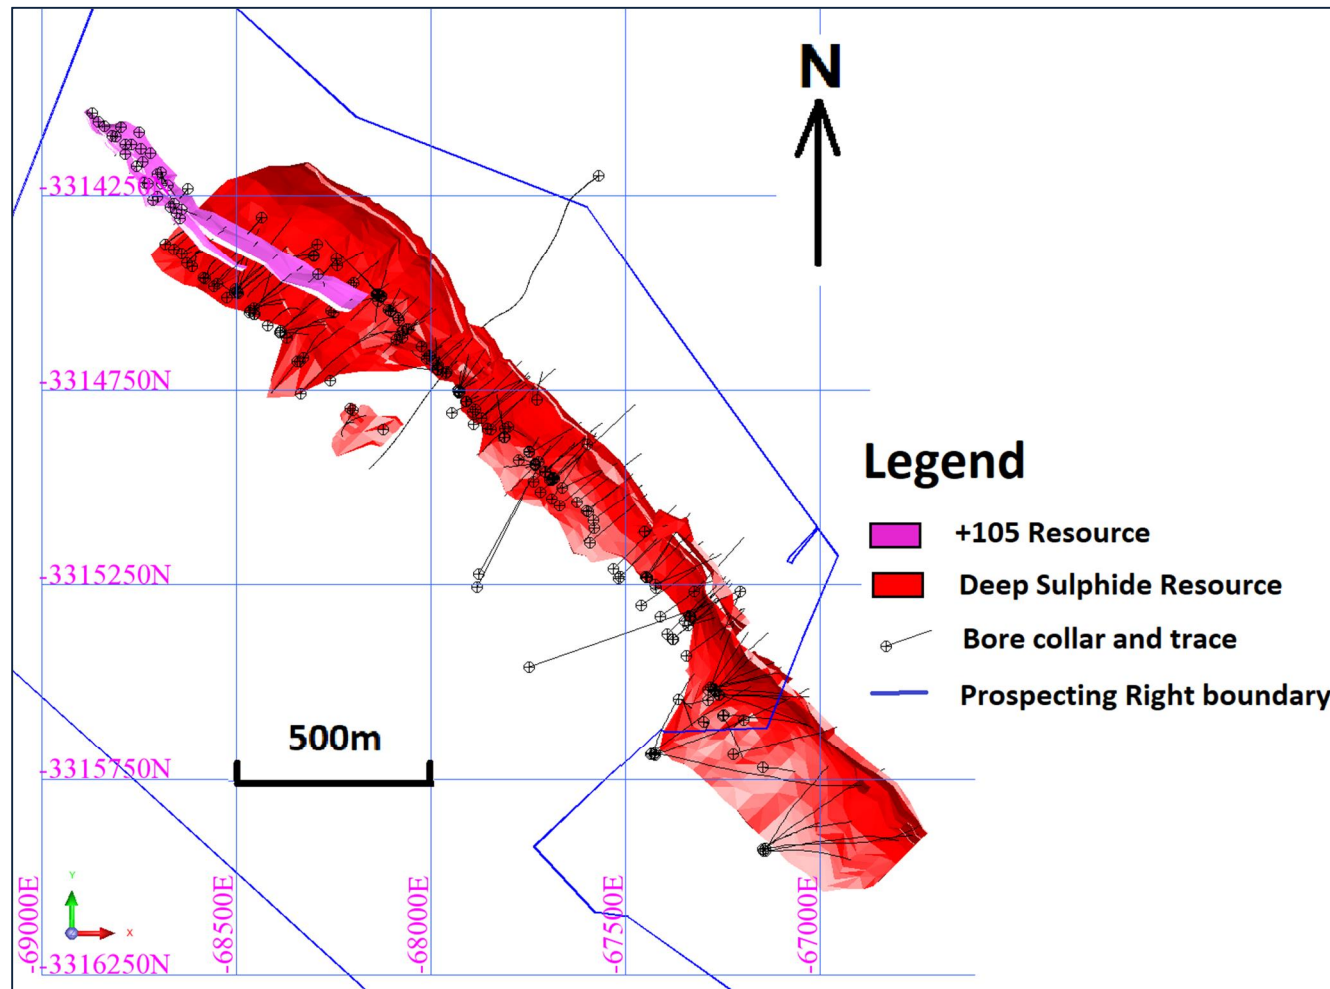 N
-3314250N
-3314750N
Legend
+105 Resource
-3315250N
Deep Sulphide Resource
Bore collar and trace
Prospecting Right boundary
500m
-3315750N
-69000E
-68500E
-68000E
-67500E
-67000E
Y
X
-3316250N